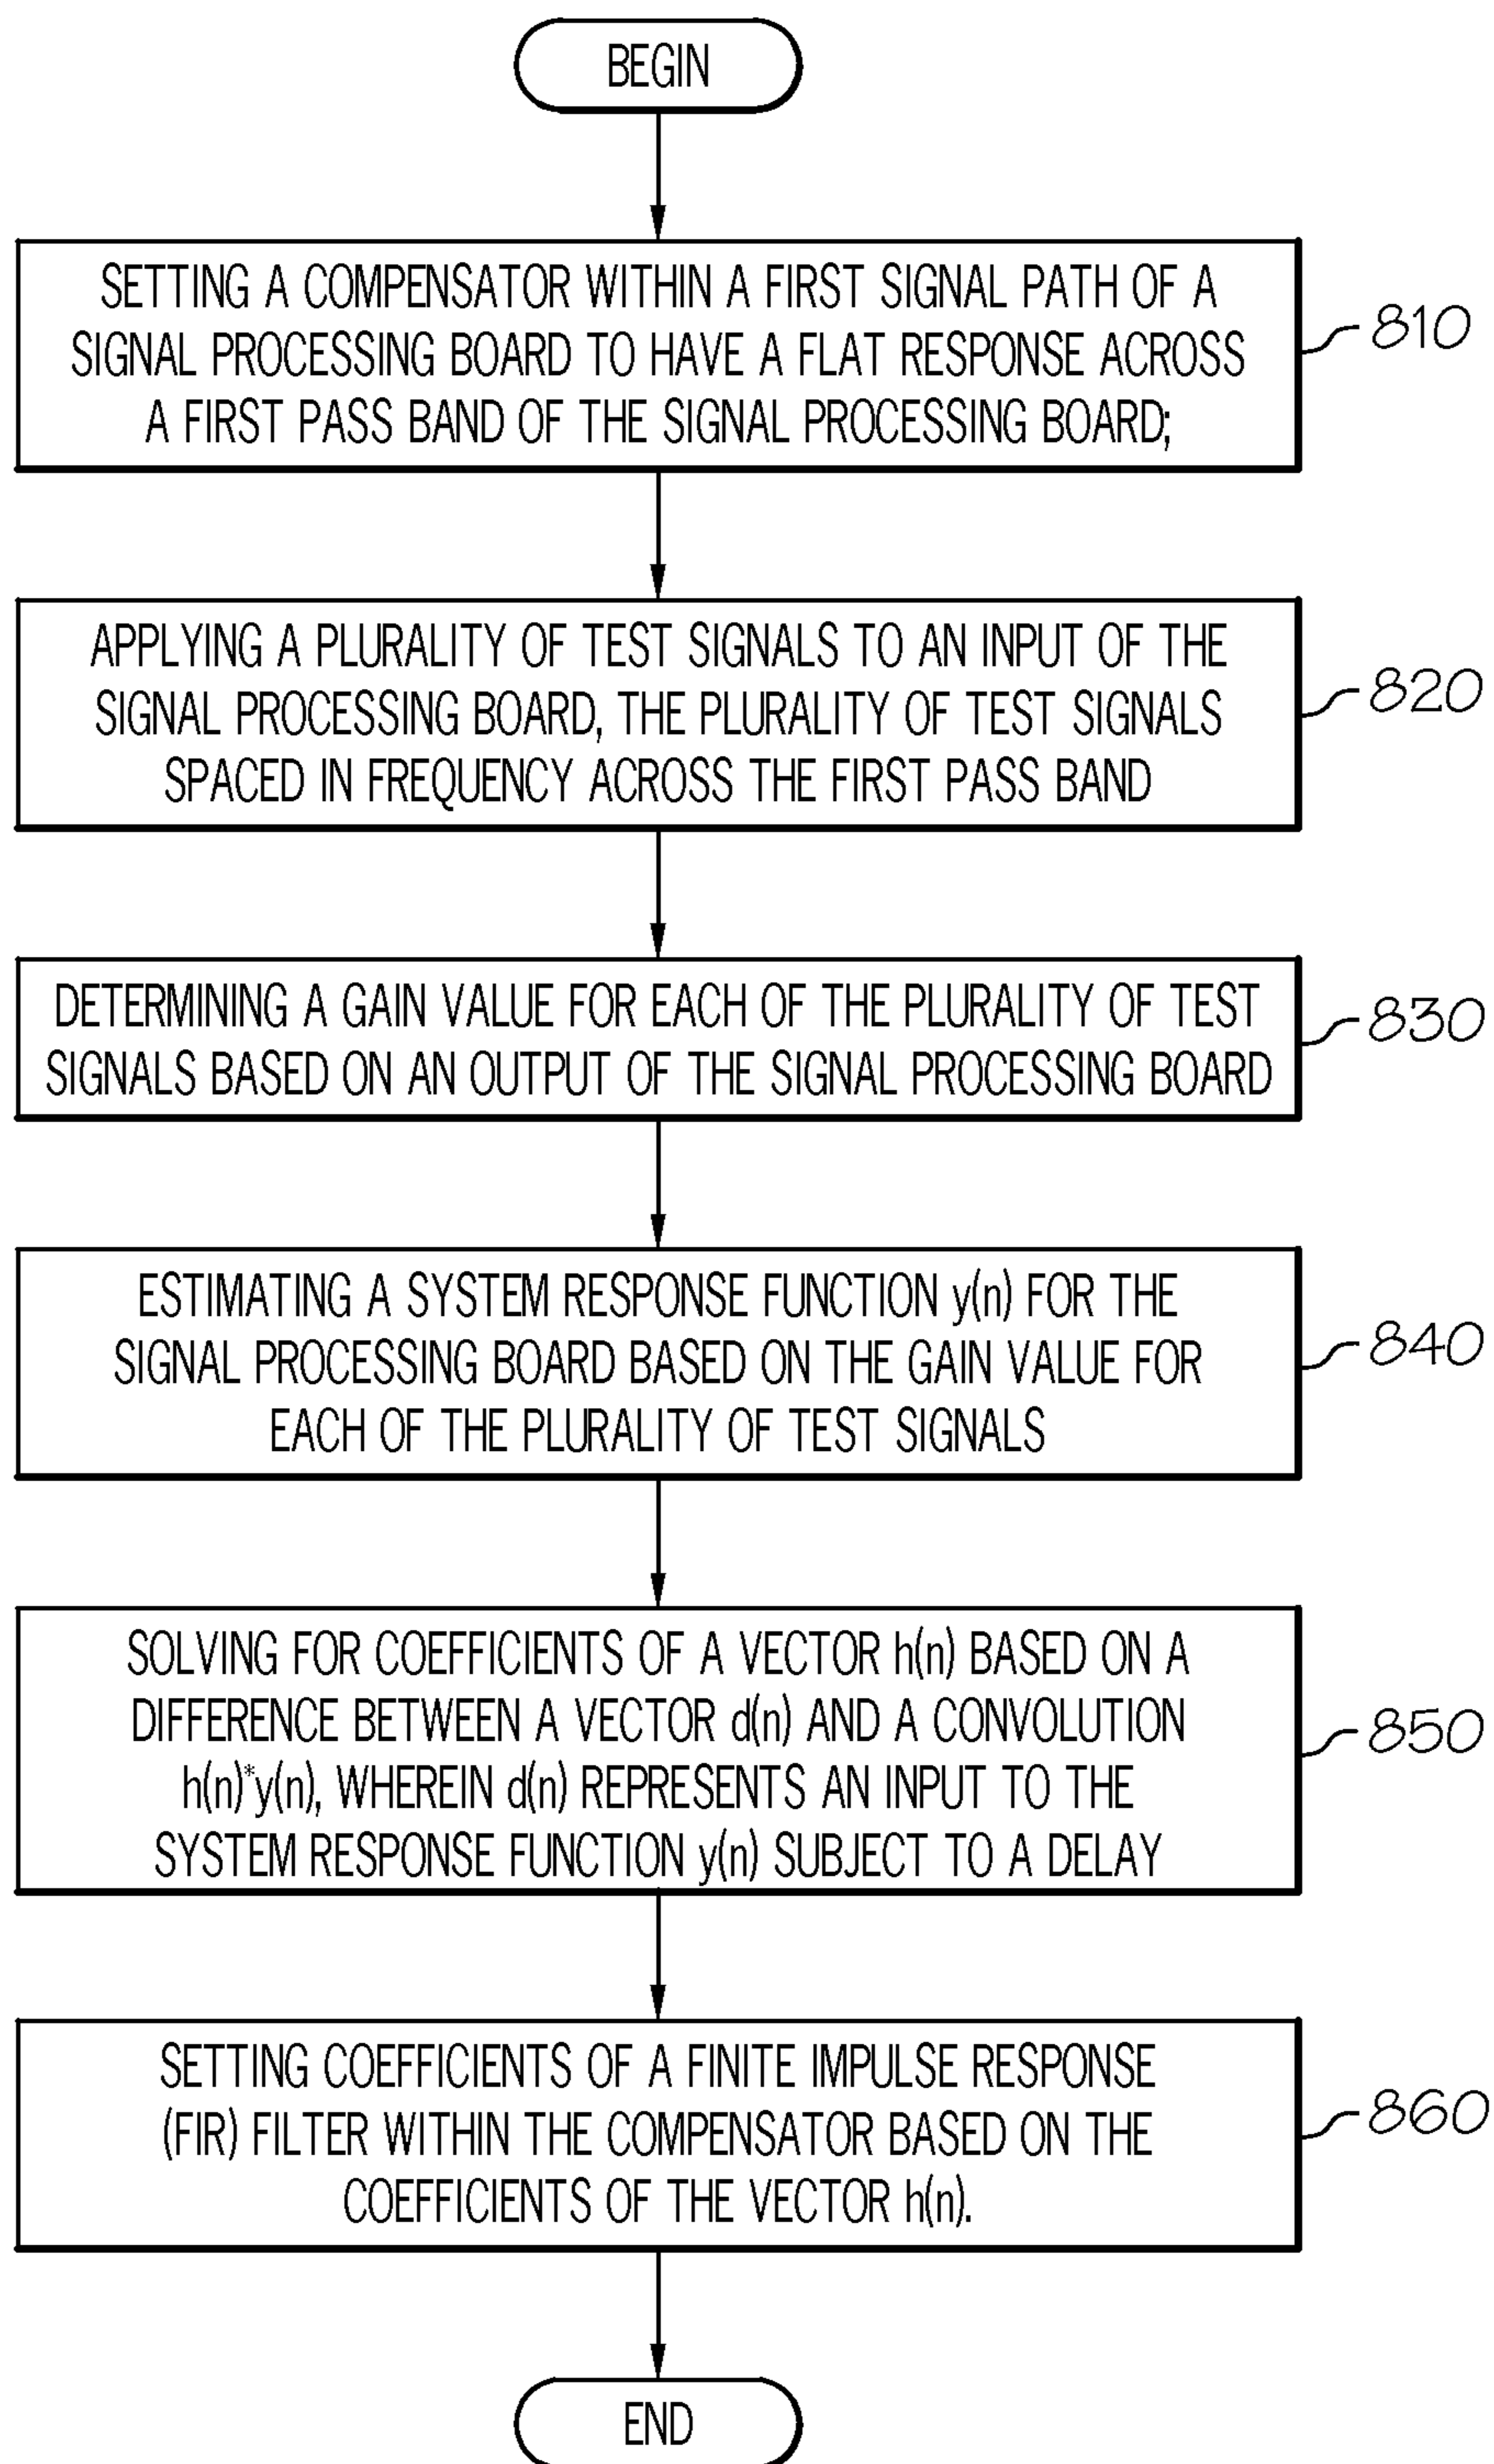 BEGIN
SETTING A COMPENSATOR WITHIN A FIRST SIGNAL PATH OF A
SIGNAL PROCESSING BOARD TO HAVE A FLAT RESPONSE ACROSS
A FIRST PASS BAND OF THE SIGNAL PROCESSING BOARD;
810
APPLYING A PLURALITY OF TEST SIGNALS TO AN INPUT OF THE
SIGNAL PROCESSING BOARD, THE PLURALITY OF TEST SIGNALS
SPACED IN FREQUENCY ACROSS THE FIRST PASS BAND
820
DETERMINING A GAIN VALUE FOR EACH OF THE PLURALITY OF TEST
SIGNALS BASED ON AN OUTPUT OF THE SIGNAL PROCESSING BOARD
830
ESTIMATING A SYSTEM RESPONSE FUNCTION y(n) FOR THE
SIGNAL PROCESSING BOARD BASED ON THE GAIN VALUE FOR
EACH OF THE PLURALITY OF TEST SIGNALS
840
SOLVING FOR COEFFICIENTS OF A VECTOR h(n) BASED ON A
DIFFERENCE BETWEEN A VECTOR d(n) AND A CONVOLUTION
h(n)*y(n), WHEREIN d(n) REPRESENTS AN INPUT TO THE
SYSTEM RESPONSE FUNCTION y(n) SUBJECT TO A DELAY
850
SETTING COEFFICIENTS OF A FINITE IMPULSE RESPONSE
(FIR) FILTER WITHIN THE COMPENSATOR BASED ON THE
COEFFICIENTS OF THE VECTOR h(n).
860
END